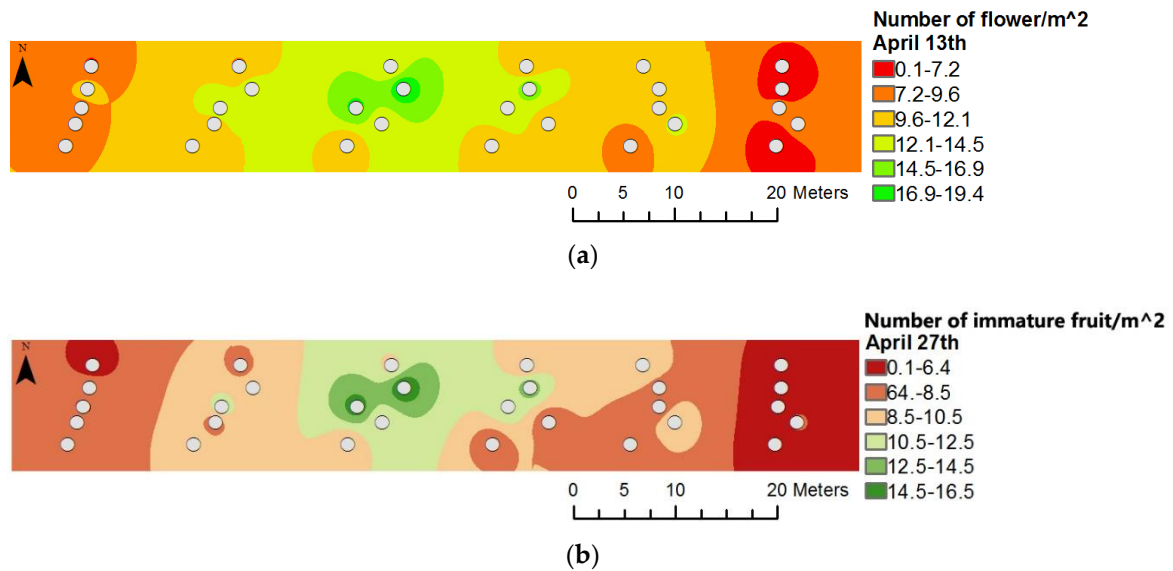 Number of flower/m^2
April 13th
N
0.1-7.2
7.2-9.6
9.6-12.1
12.1-14.5
14.5-16.9
16.9-19.4
0 5 10 20 Meters
(a)
Number of immature fruit/m^2
April 27th
N
0.1-6.4
64.-8.5
8.5-10.5
10.5-12.5
12.5-14.5
14.5-16.5
0 5 10 20 Meters
(b)